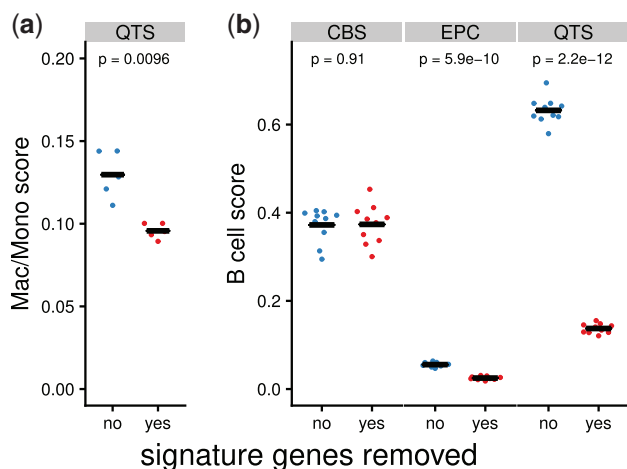 (a)
QTS
p = 0.0096
Mac/Mono score
0.20
0.15
0.10
0.05
0.00
no yes
(b)
CBS EPC QTS
p = 0.91 p = 5.9e-10 p = 2.2e-12
B cell score
0.6
0.4
0.2
0.0
no yes no yes no yes
signature genes removed